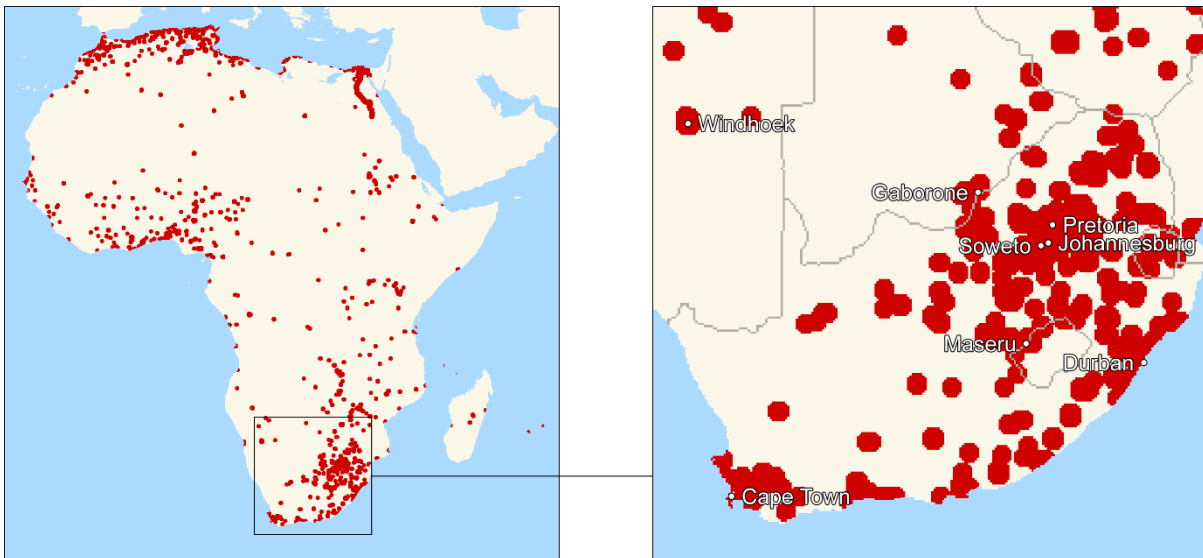 Windhoek
Gaborone
Pretoria
Soweto
Johannesburg
Maseru
Durban
Cape Town